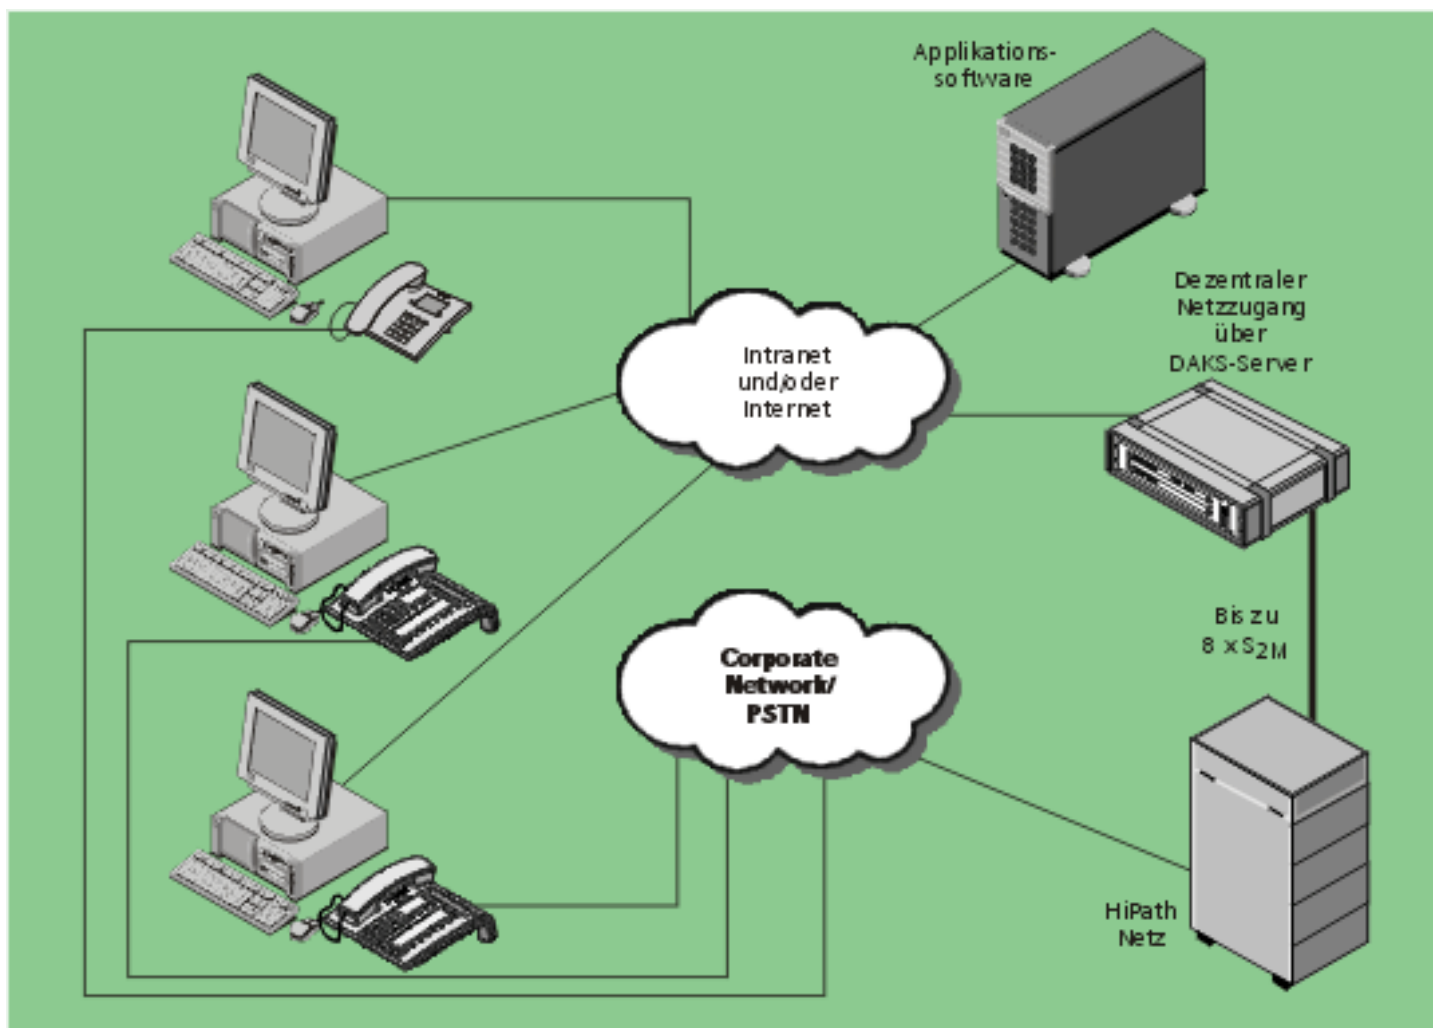 Applikations-
software
Dezentraler
Netzzugang
über
DAKS-Server
Intranet
und/oder
Internet
Bis zu
8 x S2M
Corporate
Network/
PSTN
HiPath
Netz